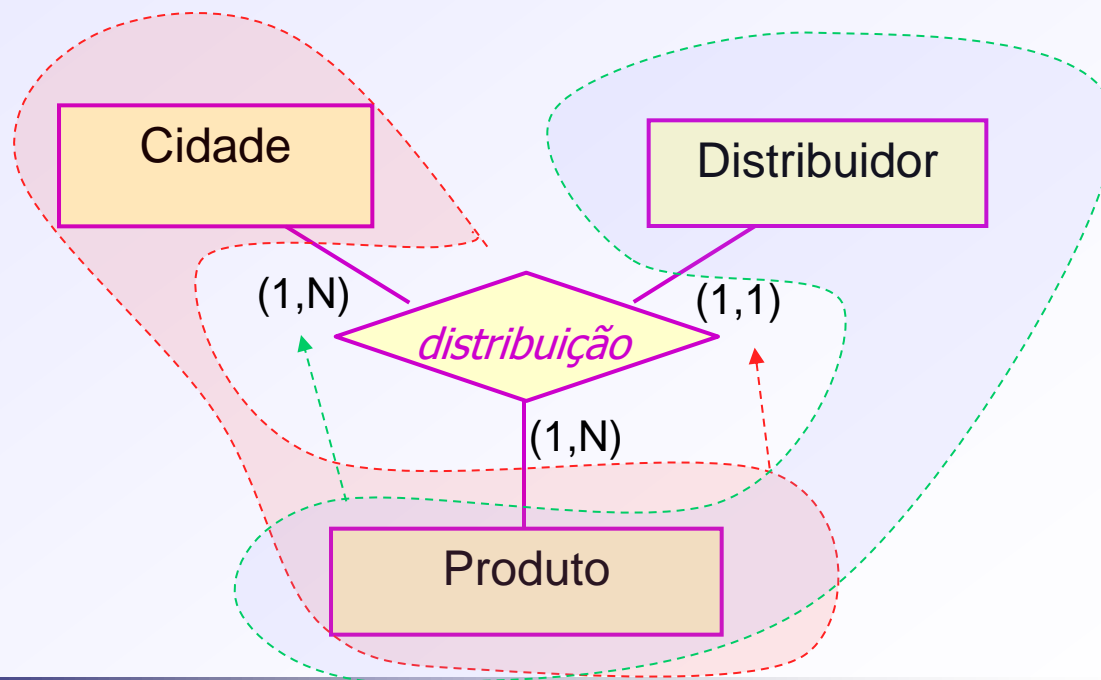 Cidade
Distribuidor
(1,N)
(1,1)
distribuição
(1,N)
Produto